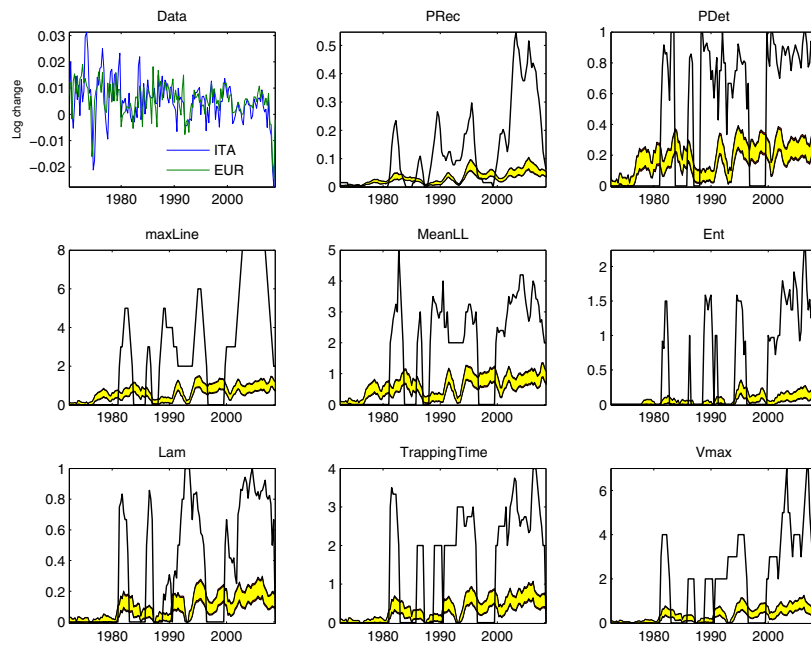 Data
PRec
PDet
0.03
0.02
0.01
0
−0.01
−0.02
Log change
ITA
EUR
1980 1990 2000
0.5
0.4
0.3
0.2
0.1
0
1980 1990 2000
1
0.8
0.6
0.4
0.2
0
1980 1990 2000
maxLine
MeanLL
Ent
8
6
4
2
0
1980 1990 2000
5
4
3
2
1
0
1980 1990 2000
2
1.5
1
0.5
0
1980 1990 2000
Lam
TrappingTime
Vmax
1
0.8
0.6
0.4
0.2
0
1980 1990 2000
4
3
2
1
0
1980 1990 2000
6
4
2
0
1980 1990 2000